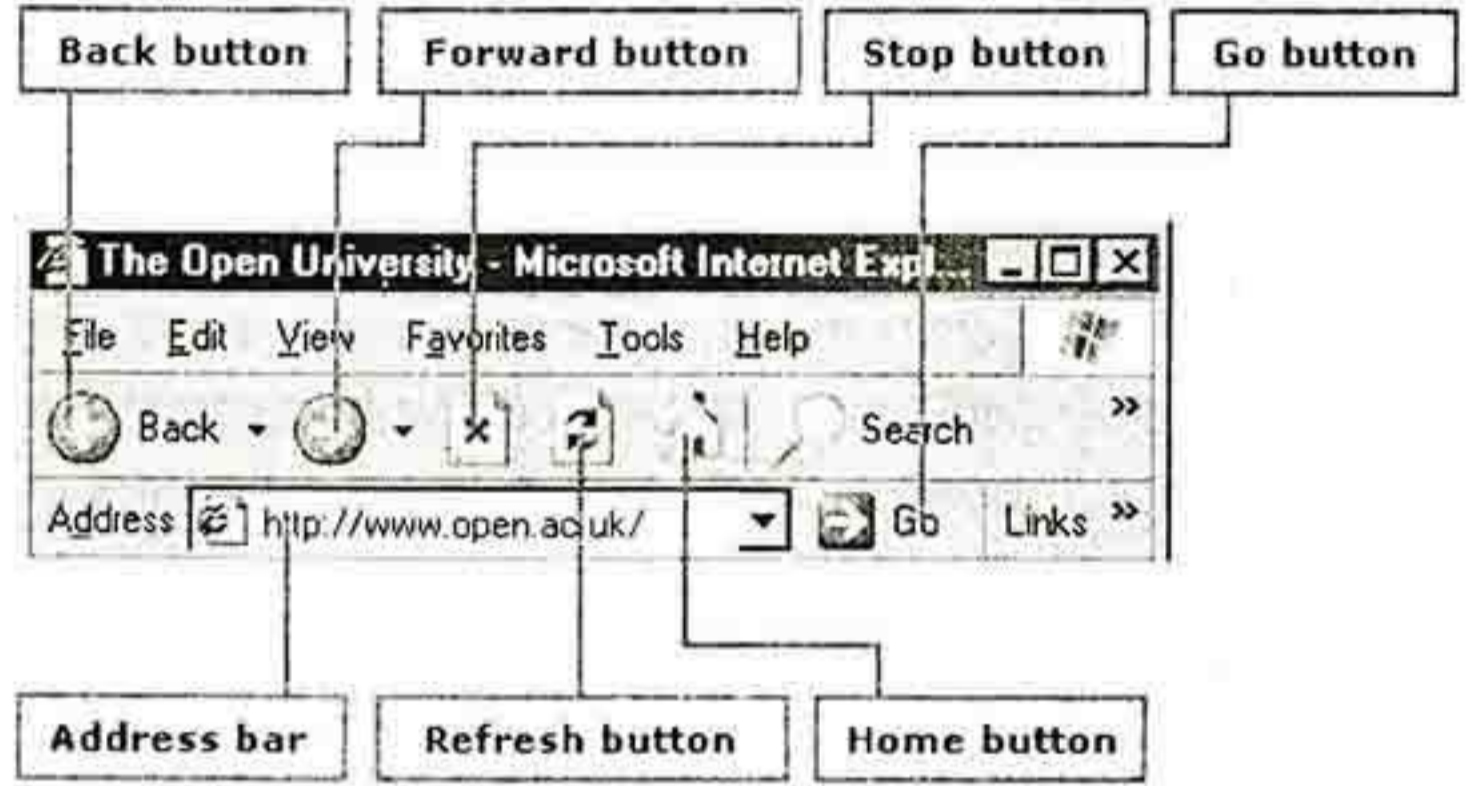 Back button
Forward button
Stop button
Go button
The Open University - Microsoft Internet Expl...
File Edit View Favorites Tools Help
Back Search »
Address http://www.open.ac.uk/ Go Links »
Address bar
Refresh button
Home button